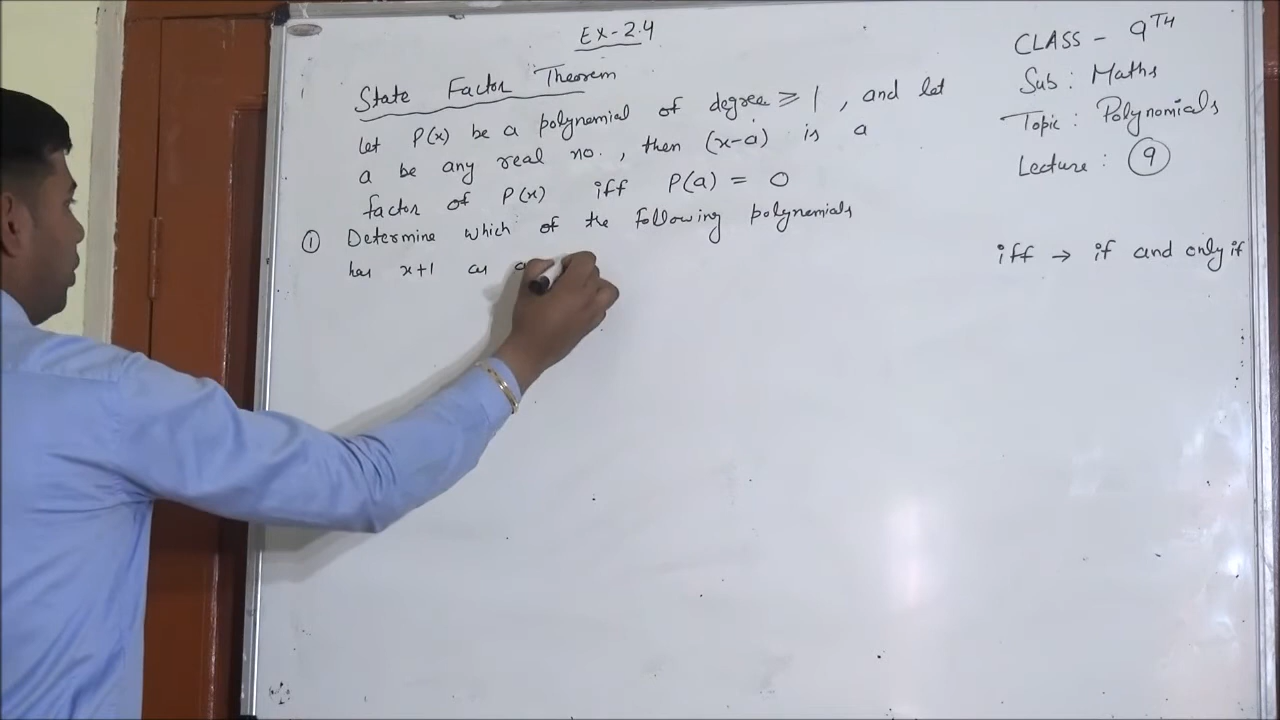 EX-2.4
State Factor Theorem
let P(x) be a polynemial of degree ≥ 1, and let
a be any real no., then (x-a) is a
factor of P(x) iff P(a) = 0
① Determine which of the following polynemials
has x+1 as
CLASS - 9TH
Sub : Maths
Topic : Polynomials
Lecture : ⑨
iff → if and only if